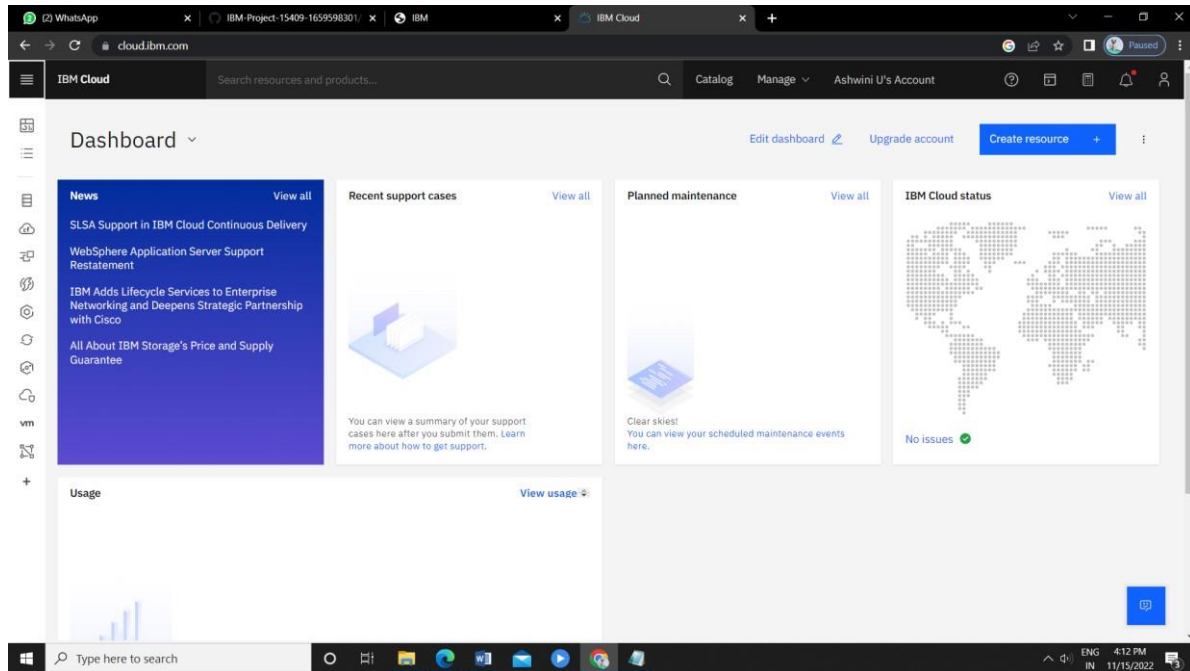 (2) WhatsApp
IBM-Project-15409-1659598301/
IBM
IBM Cloud
cloud.ibm.com
Paused
IBM Cloud
Search resources and products...
Catalog
Manage
Ashwini U's Account
Dashboard
Edit dashboard
Upgrade account
Create resource +
News
View all
SLSA Support in IBM Cloud Continuous Delivery
WebSphere Application Server Support
Restatement
IBM Adds Lifecycle Services to Enterprise
Networking and Deepens Strategic Partnership
with Cisco
All About IBM Storage's Price and Supply
Guarantee
Recent support cases
View all
You can view a summary of your support
cases here after you submit them. Learn
more about how to get support.
Planned maintenance
View all
Clear skies!
You can view your scheduled maintenance events
here.
IBM Cloud status
View all
No issues
vm
Usage
View usage
Type here to search
ENG
IN
4:12 PM
11/15/2022
3